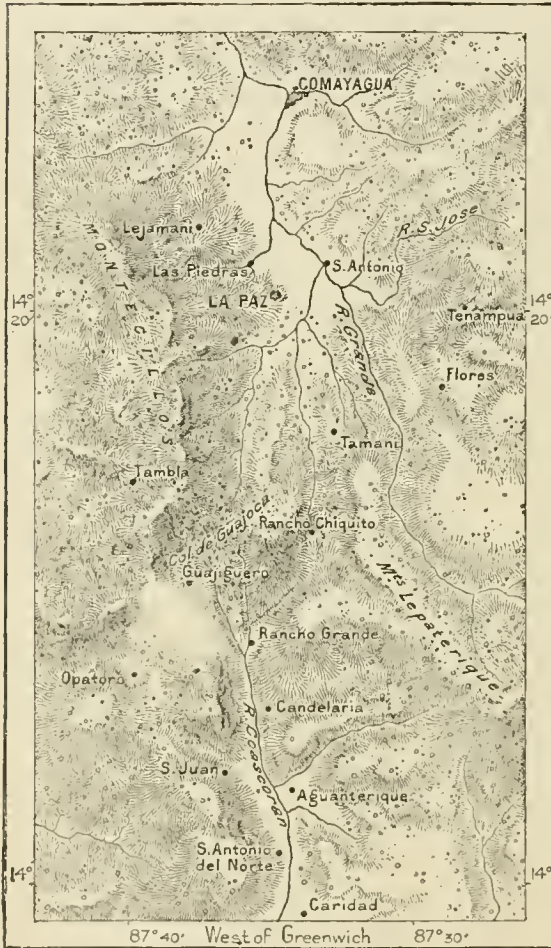 COMAYAGUA
R. S. Jose
Lejamani
MONTECILLOS
Las Piedras
S. Antonio
LA PAZ
14°
20'
14°
20'
Tenampua
R. Grande
Flores
Tamani
Tambla
Col. de Guajoca
Rancho Chiquito
Guajiguero
Mts Lepaterique
Rancho Grande
Opatoro
Candelaria
R. Coascoran
S. Juan
Aguanterique
S. Antonio
del Norte
14°
14°
Caridad
87°40' West of Greenwich 87°30'